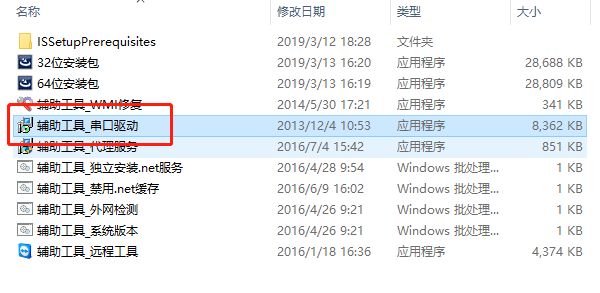 名称 修改日期 类型 大小
ISSetupPrerequisites 2019/3/12 18:28 文件夹
32位安装包 2019/3/13 16:20 应用程序 28,688 KB
64位安装包 2019/3/13 16:19 应用程序 28,809 KB
辅助工具_WMI修复 2014/5/30 17:21 应用程序 341 KB
辅助工具_串口驱动 2013/12/4 10:53 应用程序 8,362 KB
辅助工具_代理服务 2016/7/4 15:42 应用程序 851 KB
辅助工具_独立安装.net服务 2016/4/28 9:54 Windows 批处理... 1 KB
辅助工具_禁用.net缓存 2016/6/9 16:02 Windows 批处理... 1 KB
辅助工具_外网检测 2016/4/26 9:21 Windows 批处理... 1 KB
辅助工具_系统版本 2016/4/26 9:21 Windows 批处理... 1 KB
辅助工具_远程工具 2016/1/18 16:36 应用程序 4,374 KB